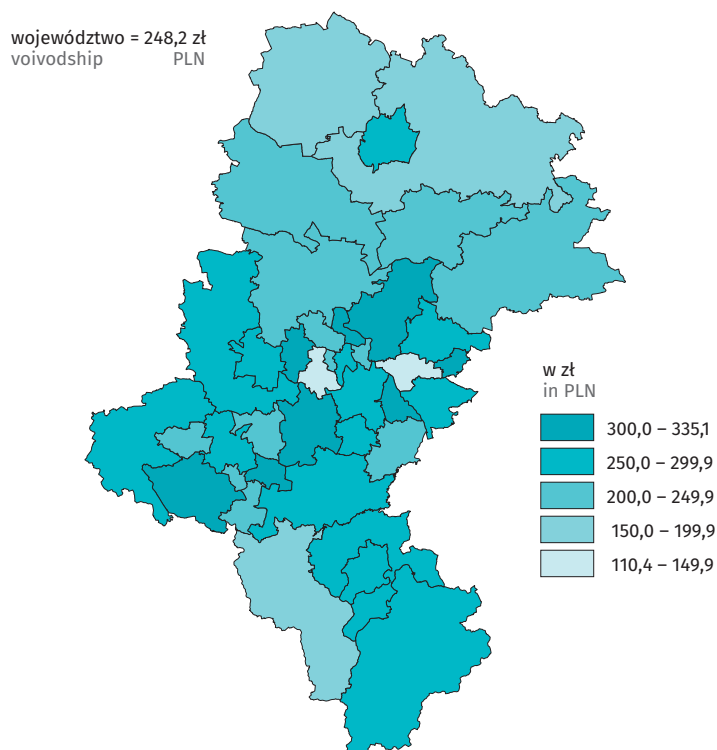 województwo = 248,2 zł
voivodship PLN
w zł
in PLN
300,0 – 335,1
250,0 – 299,9
200,0 – 249,9
150,0 – 199,9
110,4 – 149,9